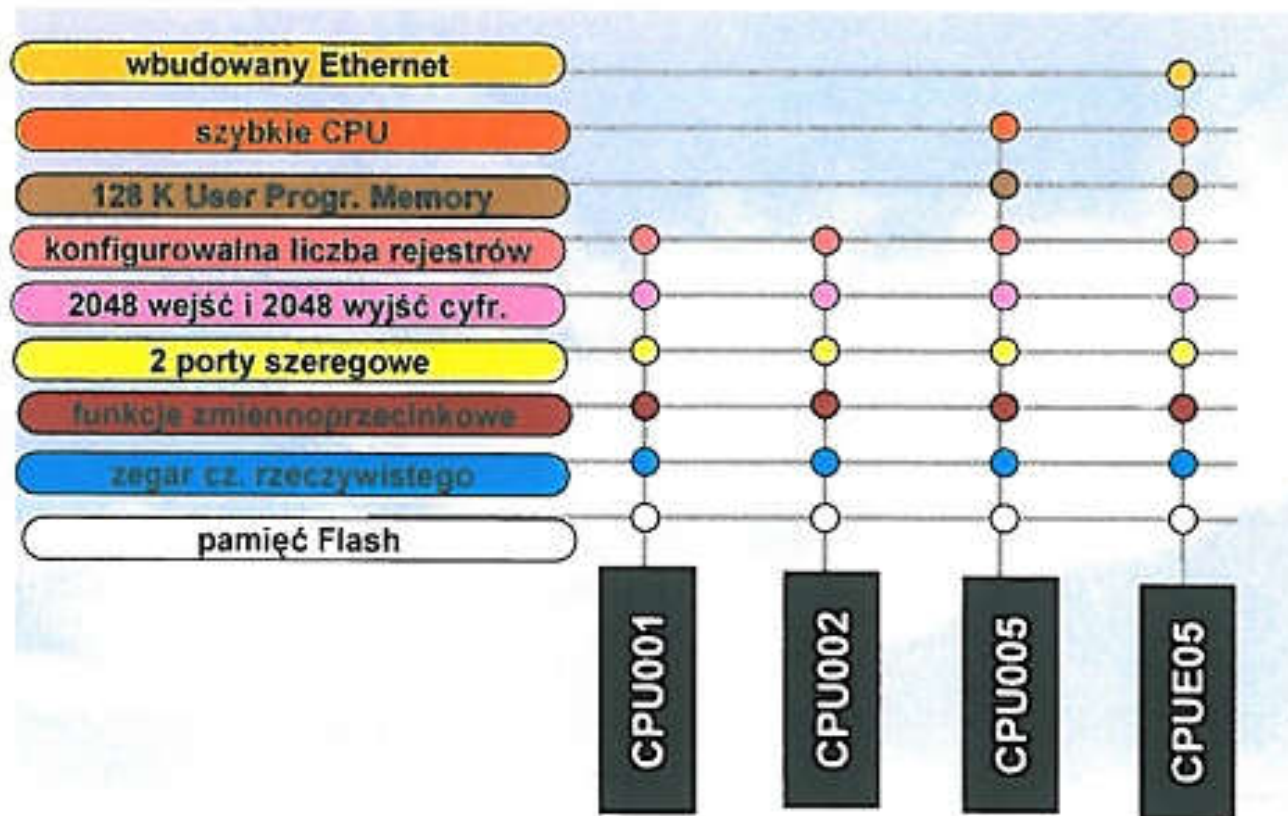 wbudowany Ethernet
szybkie CPU
128 K User Progr. Memory
konfigurowalna liczba rejestrów
2048 wejść i 2048 wyjść cyfr.
2 porty szeregowe
funkcje zmiennoprzecinkowe
zegar cz. rzeczywistego
pamięć Flash
CPU001
CPU002
CPU005
CPUE05